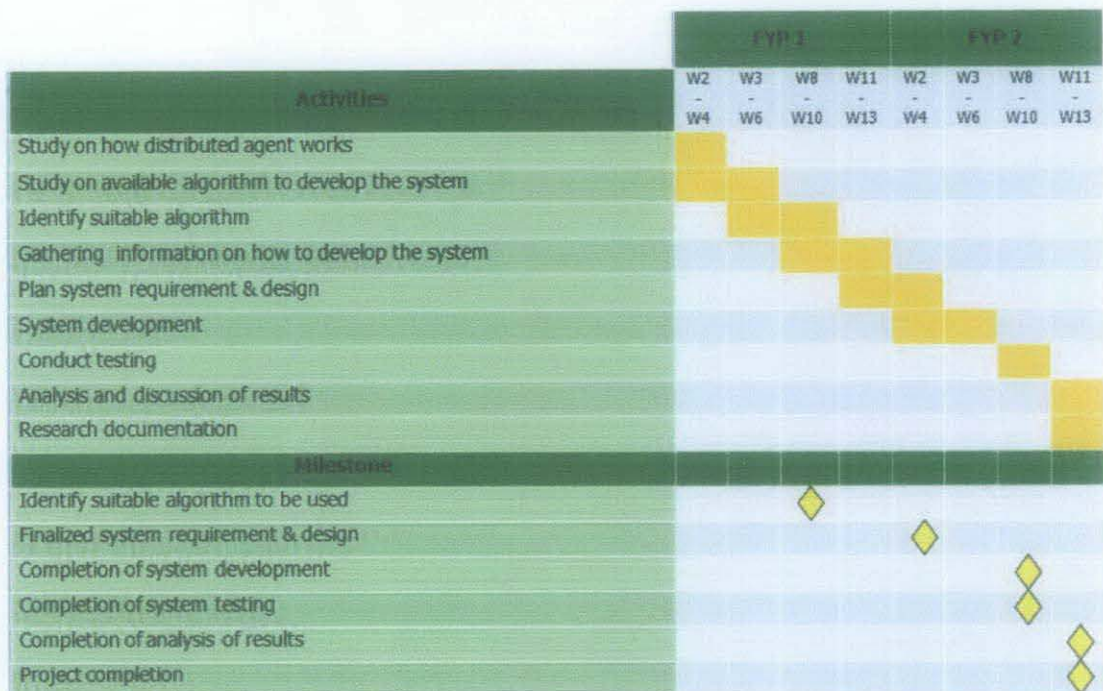 FYP 1 FYP 2
Activities
W2 - W4 W3 - W6 W8 - W10 W11 - W13 W2 - W4 W3 - W6 W8 - W10 W11 - W13
Study on how distributed agent works
Study on available algorithm to develop the system
Identify suitable algorithm
Gathering information on how to develop the system
Plan system requirement & design
System development
Conduct testing
Analysis and discussion of results
Research documentation
Milestone
Identify suitable algorithm to be used
Finalized system requirement & design
Completion of system development
Completion of system testing
Completion of analysis of results
Project completion